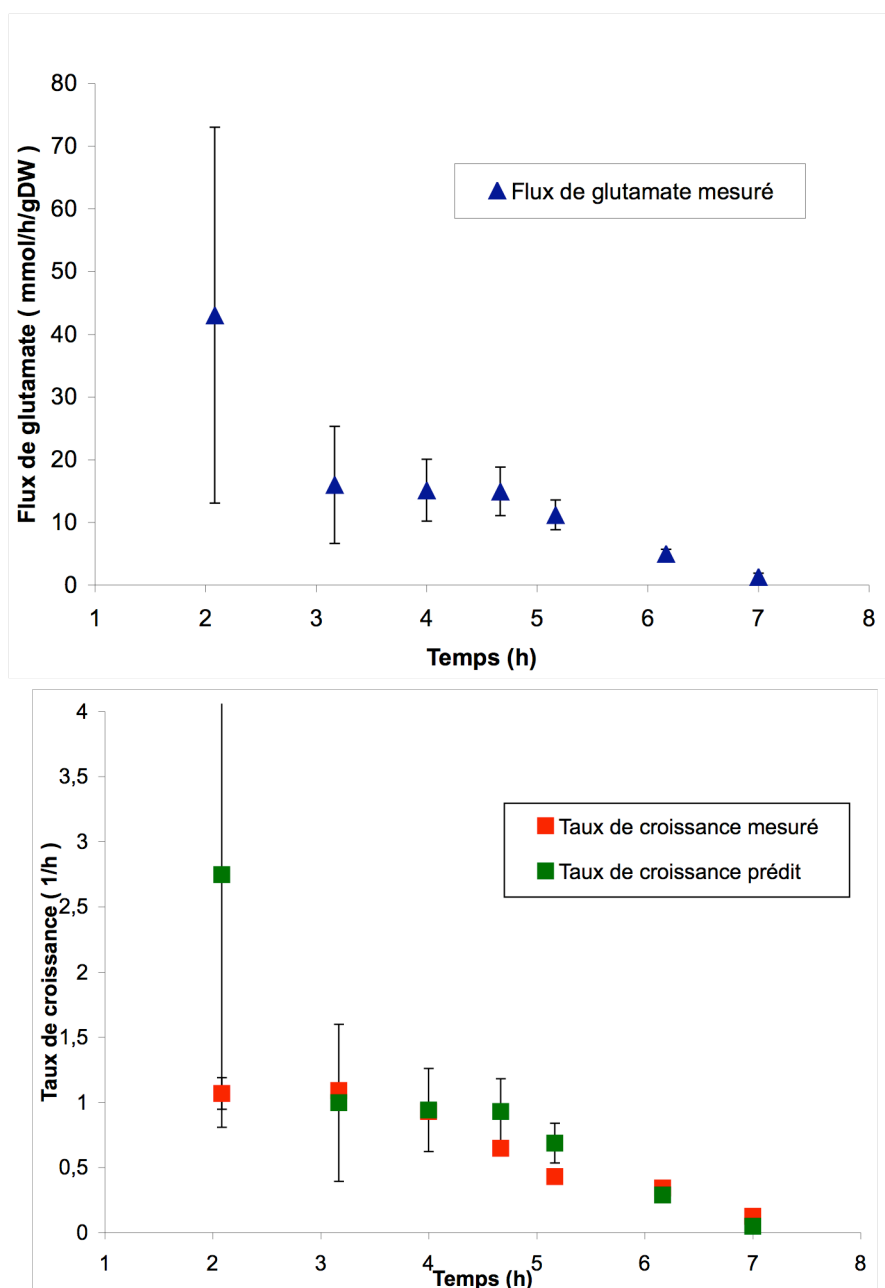 80
70
60
50
40
30
20
10
0
Flux de glutamate ( mmol/h/gDW )
Flux de glutamate mesuré
1 2 3 4 5 6 7 8
Temps (h)
4
3,5
3
2,5
2
1,5
1
0,5
0
Taux de croissance ( 1/h )
Taux de croissance mesuré
Taux de croissance prédit
1 2 3 4 5 6 7 8
Temps (h)